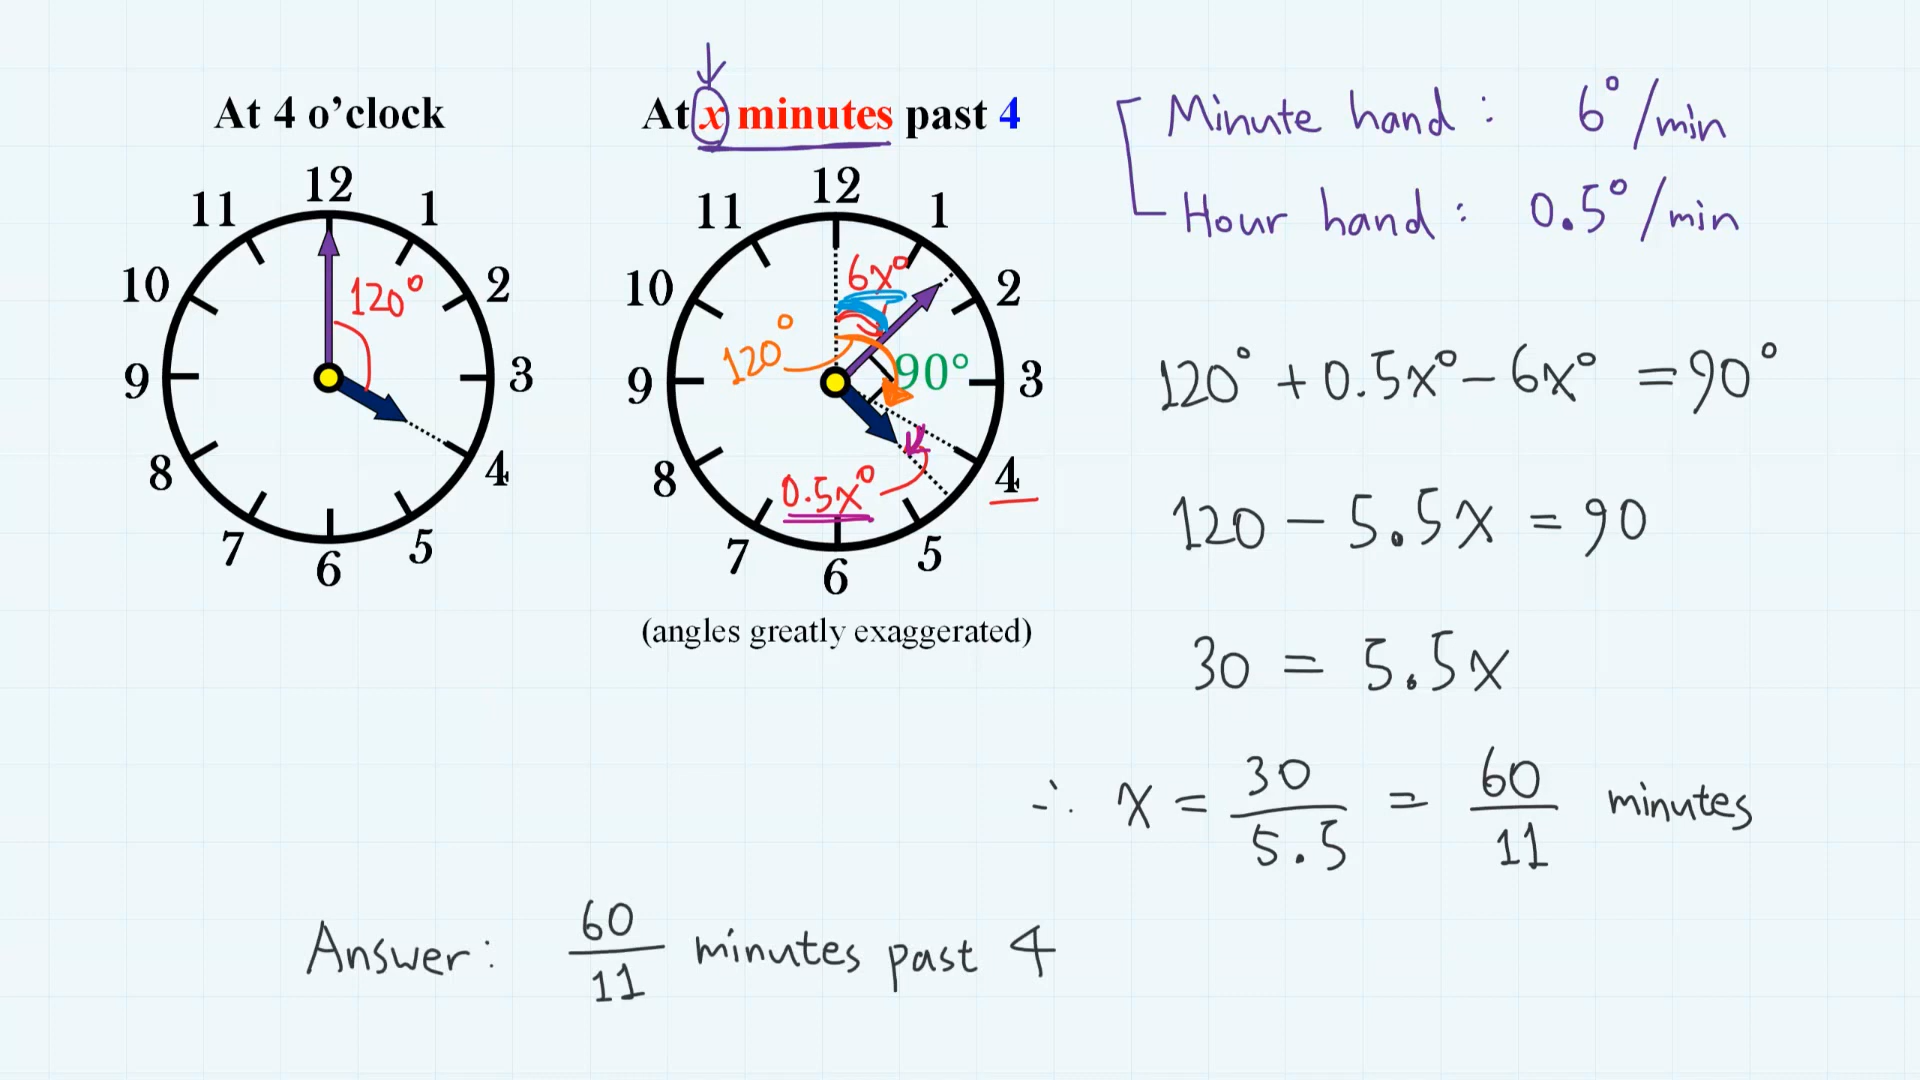 At 4 o'clock
12
11 1
10 2
120°
9 3
8 4
7 5
6
At x minutes past 4
12
11 1
6x°
10 2
120°
90°
9 3
8 4
0.5x°
7 5
6
(angles greatly exaggerated)
Minute hand : 6°/min
Hour hand : 0.5°/min
120° + 0.5x° − 6x° = 90°
120 − 5.5x = 90
30 = 5.5x
∴ x = 30/5.5 = 60/11 minutes
Answer: 60/11 minutes past 4